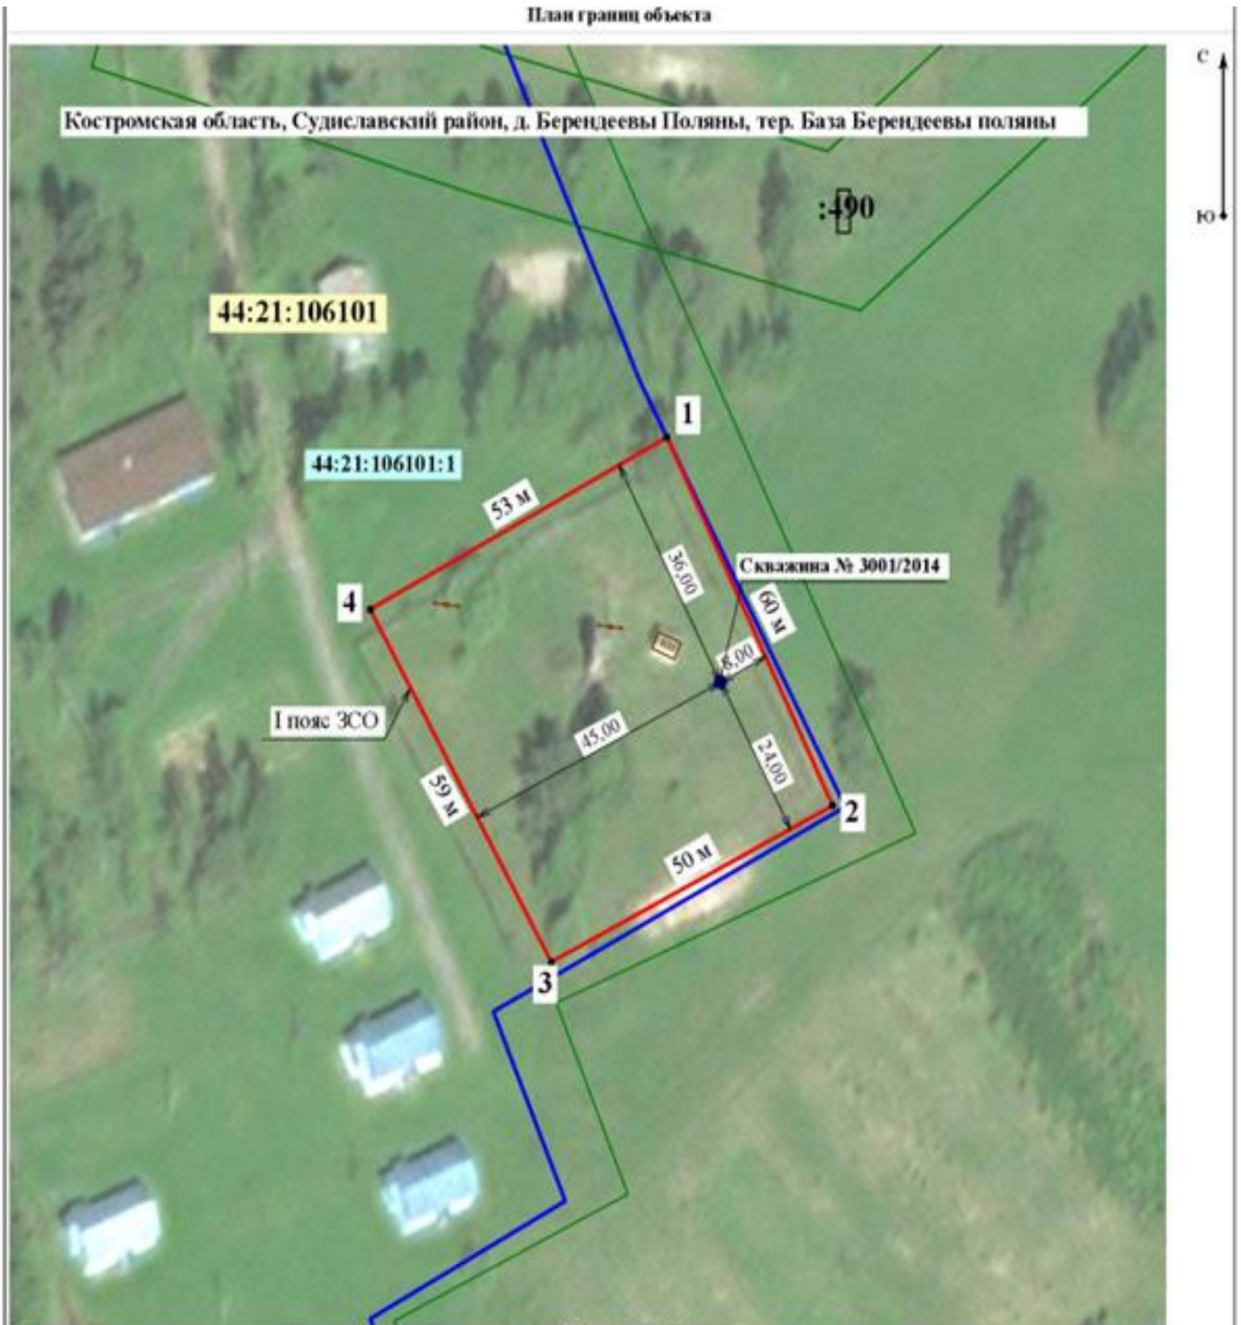 План границ объекта
С
Костромская область, Судиславский район, д. Берендеевы Поляны, тер. База Берендеевы поляны
:490
Ю
44:21:106101
1
44:21:106101:1
53 м
36,00
Скважина № 3001/2014
4
60 м
8,00
I пояс ЗСО
45,00
24,00
59 м
2
50 м
3